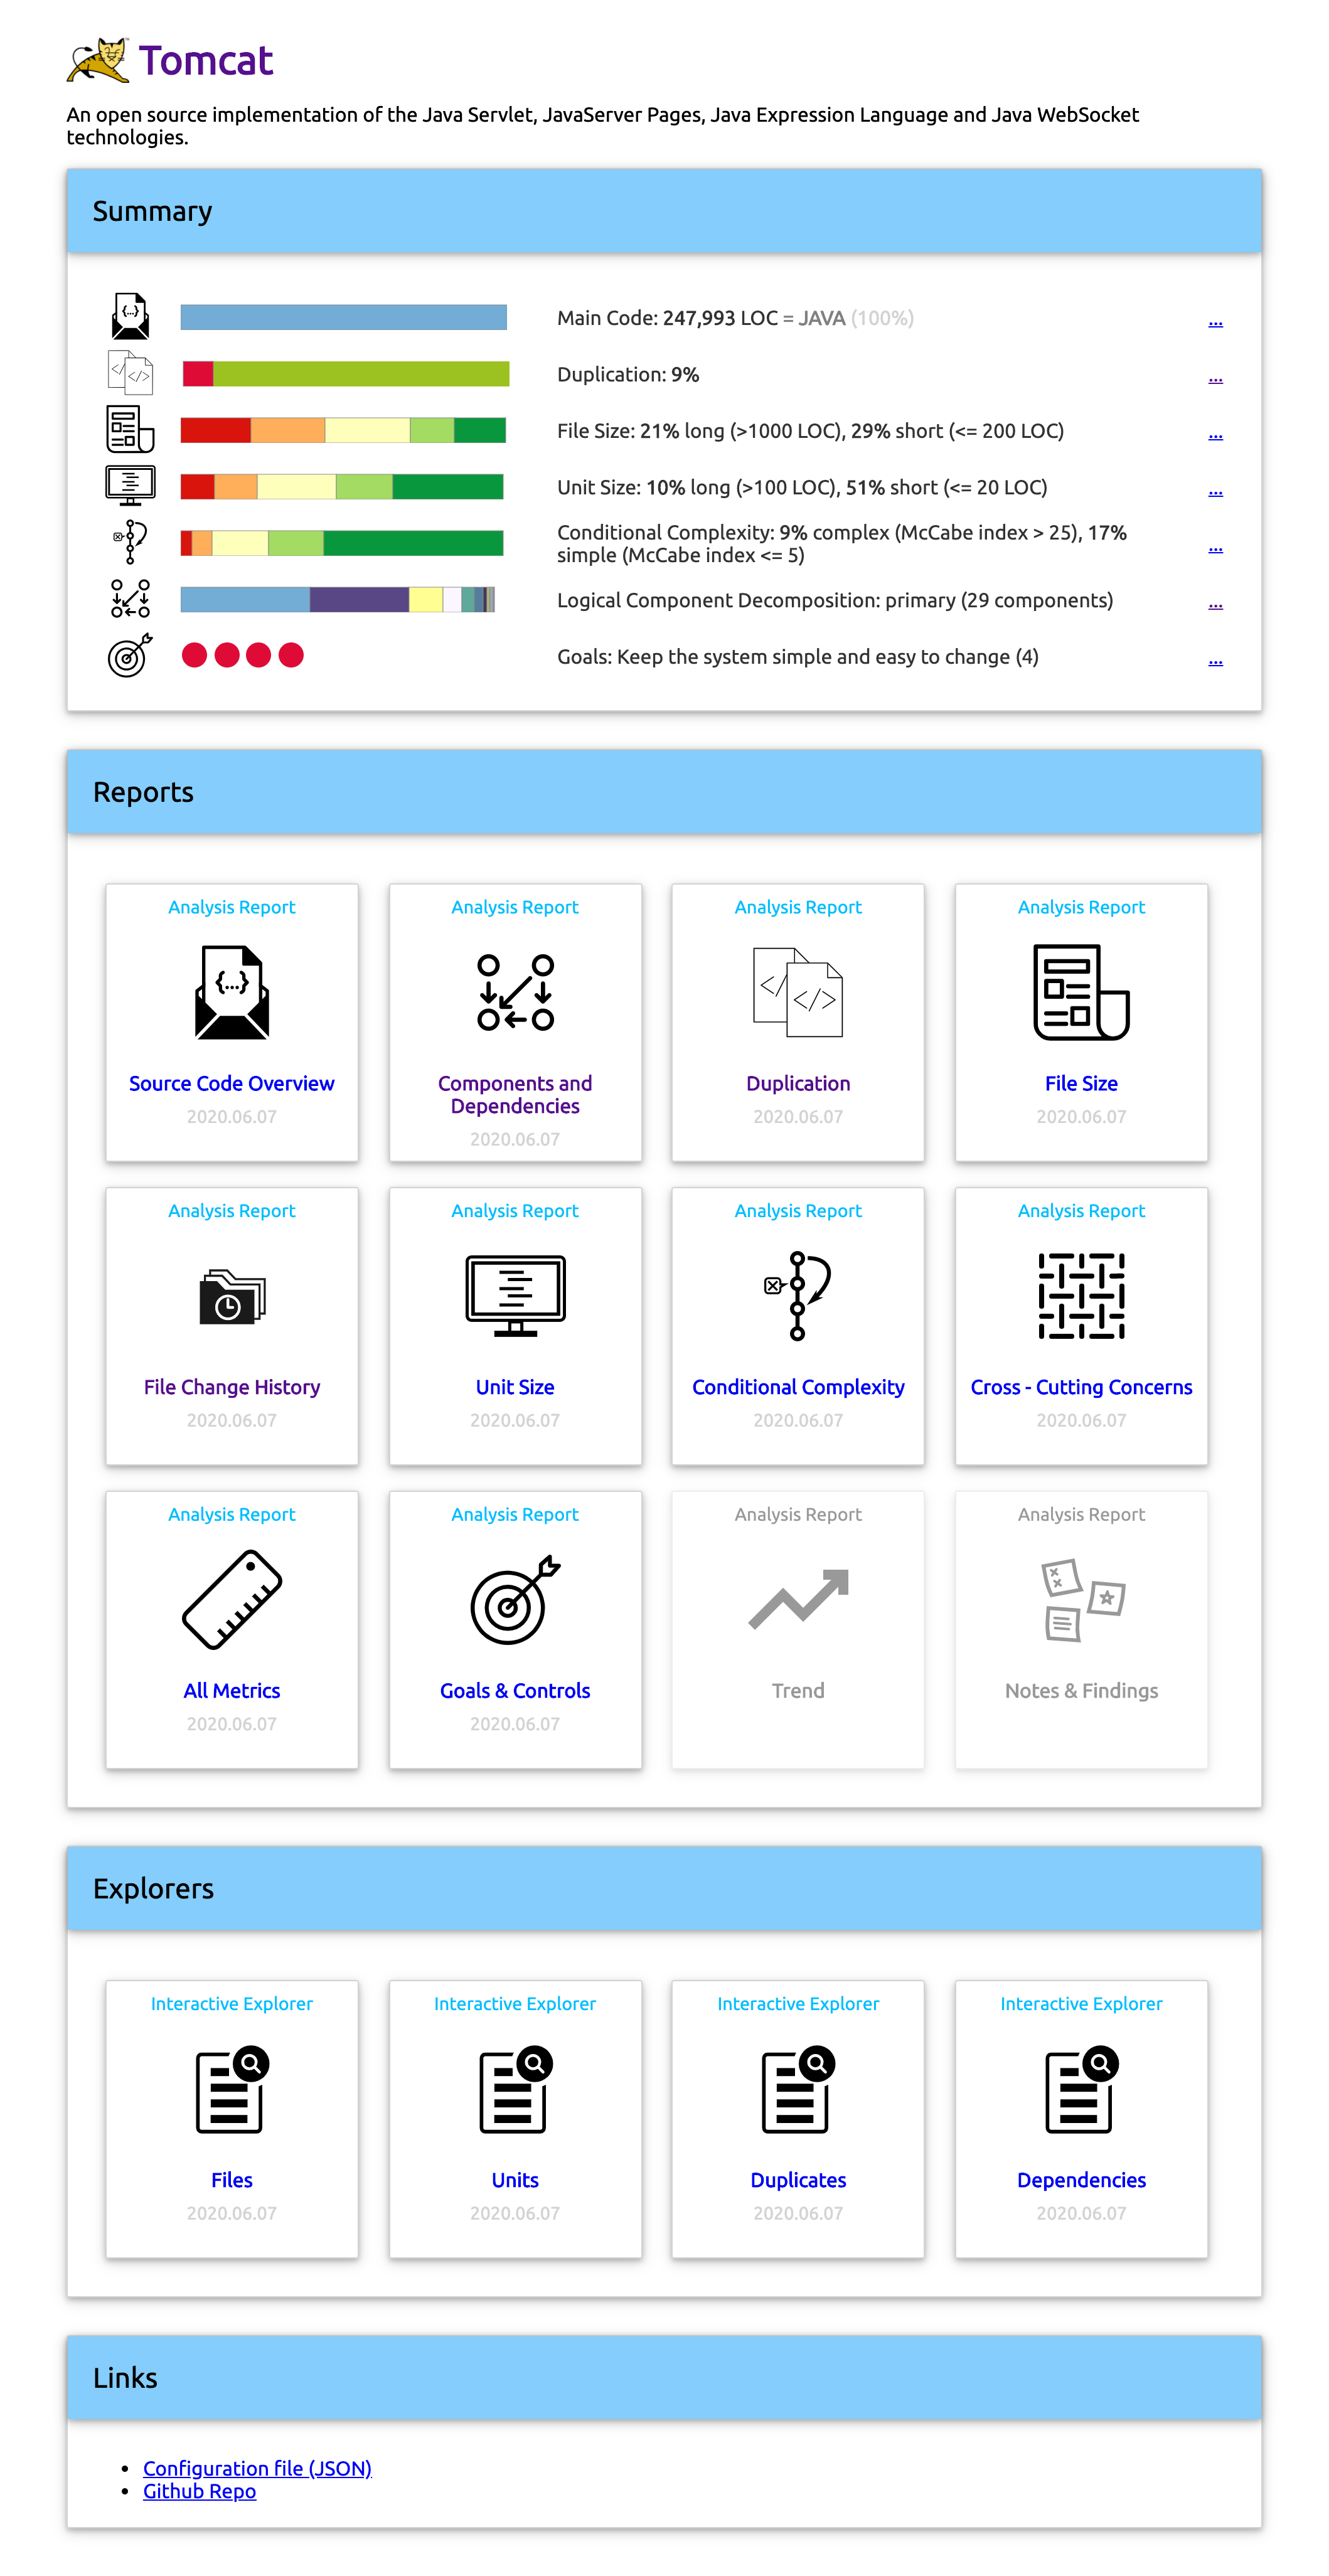 Tomcat
An open source implementation of the Java Servlet, JavaServer Pages, Java Expression Language and Java WebSocket
technologies.
Summary
{...}
Main Code: 247,993 LOC = JAVA (100%)
...
</>
Duplication: 9%
...
File Size: 21% long (>1000 LOC), 29% short (<= 200 LOC)
...
Unit Size: 10% long (>100 LOC), 51% short (<= 20 LOC)
...
Conditional Complexity: 9% complex (McCabe index > 25), 17%
simple (McCabe index <= 5)
...
Logical Component Decomposition: primary (29 components)
...
Goals: Keep the system simple and easy to change (4)
...
Reports
Analysis Report
{...}
Source Code Overview
2020.06.07
Analysis Report
Components and
Dependencies
2020.06.07
Analysis Report
</>
Duplication
2020.06.07
Analysis Report
File Size
2020.06.07
Analysis Report
File Change History
2020.06.07
Analysis Report
Unit Size
2020.06.07
Analysis Report
Conditional Complexity
2020.06.07
Analysis Report
Cross - Cutting Concerns
2020.06.07
Analysis Report
All Metrics
2020.06.07
Analysis Report
Goals & Controls
2020.06.07
Analysis Report
Trend
Analysis Report
Notes & Findings
Explorers
Interactive Explorer
Files
2020.06.07
Interactive Explorer
Units
2020.06.07
Interactive Explorer
Duplicates
2020.06.07
Interactive Explorer
Dependencies
2020.06.07
Links
• Configuration file (JSON)
• Github Repo